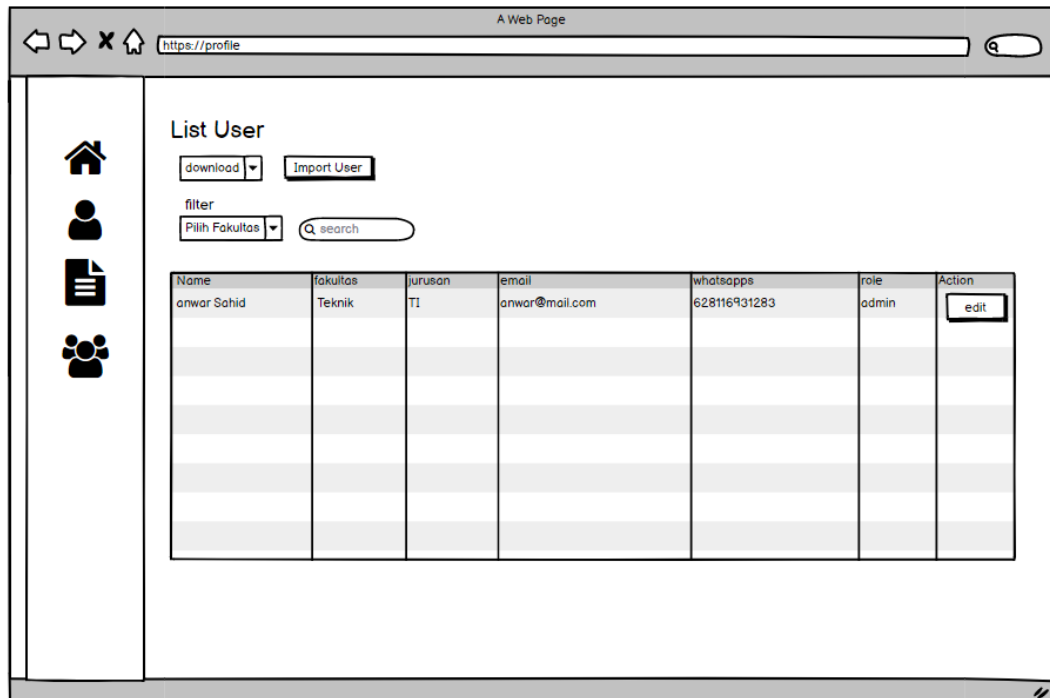 A Web Page
https://profile
List User
download
Import User
filter
Pilih Fakultas
search
Name fakultas jurusan email whatsapps role Action
anwar Sahid Teknik TI anwar@mail.com 628116931283 admin edit